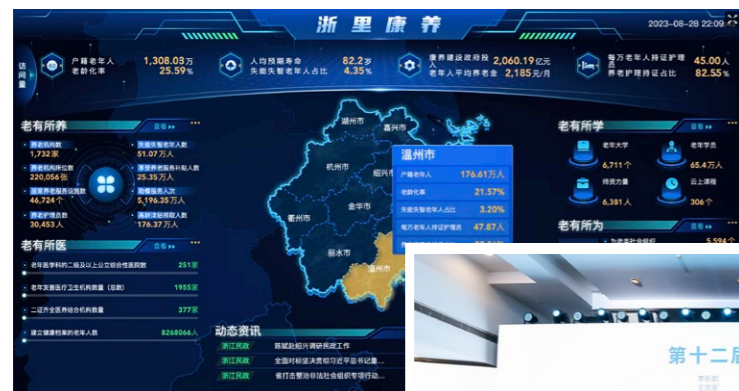 浙里康养
2023-08-28 22:09
访问量
户籍老年人 1,308.03万
老龄化率 25.59%
人均预期寿命 82.2岁
失能失智老年人占比 4.35%
康养建设政府投入 2,060.19亿元
老年人平均养老金 2,185元/月
每万老年人持证护理员 45.00人
养老护理持证占比 82.55%
老有所养
查看
养老机构数
1,732家
失能失智老年人数
51.07万人
养老机构床位数
220,056张
享受养老服务补贴人数
25.35万人
居家养老服务设施数
46,724个
助餐服务人次
5,196.35万人
养老护理员数
30,453人
高龄津贴领取人数
176.37万人
老有所医
查看
老年医学科的二级及以上公立综合性医院数 251家
老年友善医疗卫生机构数量（总数） 1955家
二证齐全医养结合机构数量 377家
建立健康档案的老年人数 8268066人
湖州市
嘉兴市
杭州市
绍兴
金华市
衢州市
丽水市
温州市
温州市
户籍老年人 176.61万人
老龄化率 21.57%
失能失智老年人占比 3.20%
每万老年人持证护理员 47.87人
动态资讯
浙江民政 陈斌赴绍兴调研民政工作
浙江民政 全面对标坚决贯彻习近平总书记重...
浙江民政 省打击整治非法社会组织专项行动...
老有所学
查看
老年大学
6,711个
老年学员
65.4万人
师资力量
6,381人
云上课程
306个
老有所为
查看
为老类社会组织 5,594个
第十二届